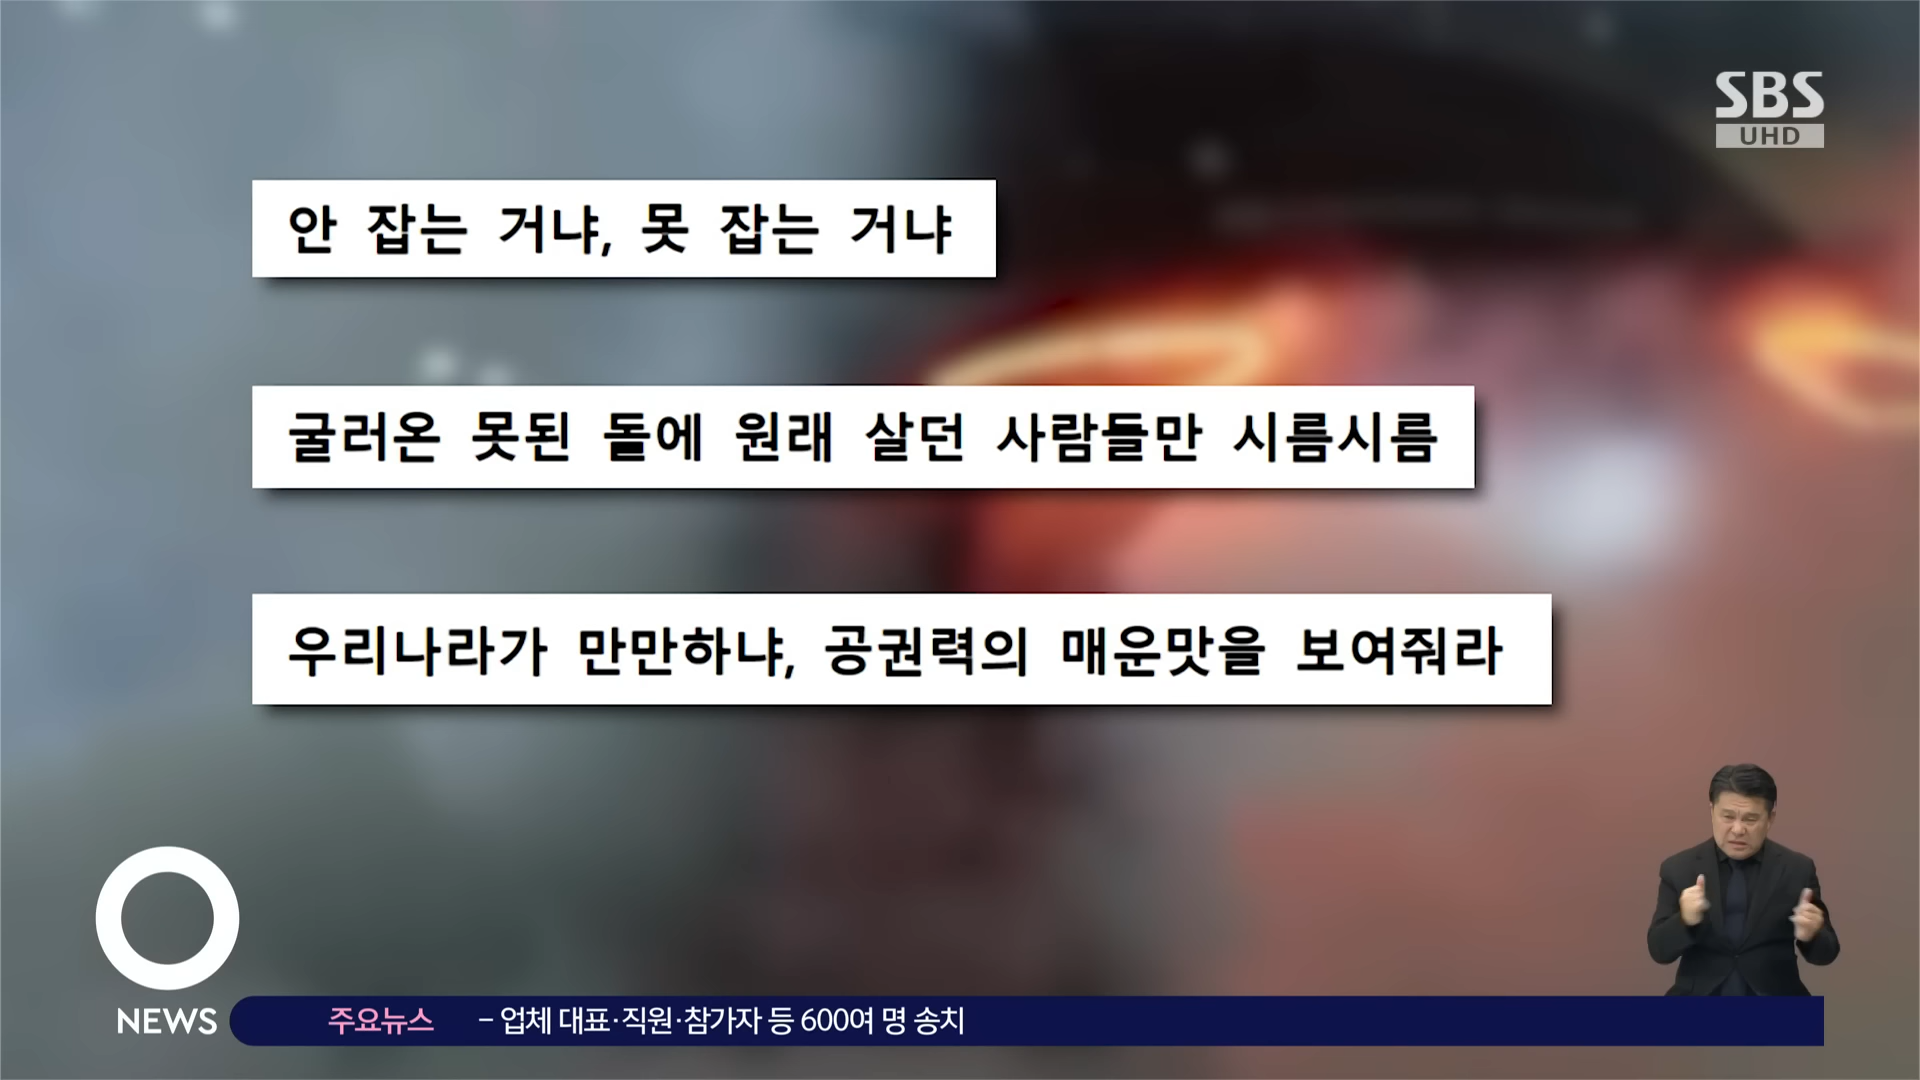 SBS
UHD
안 잡는 거냐, 못 잡는 거냐
굴러온 못된 돌에 원래 살던 사람들만 시름시름
우리나라가 만만하냐, 공권력의 매운맛을 보여줘라
NEWS
주요뉴스 - 업체 대표·직원·참가자 등 600여 명 송치